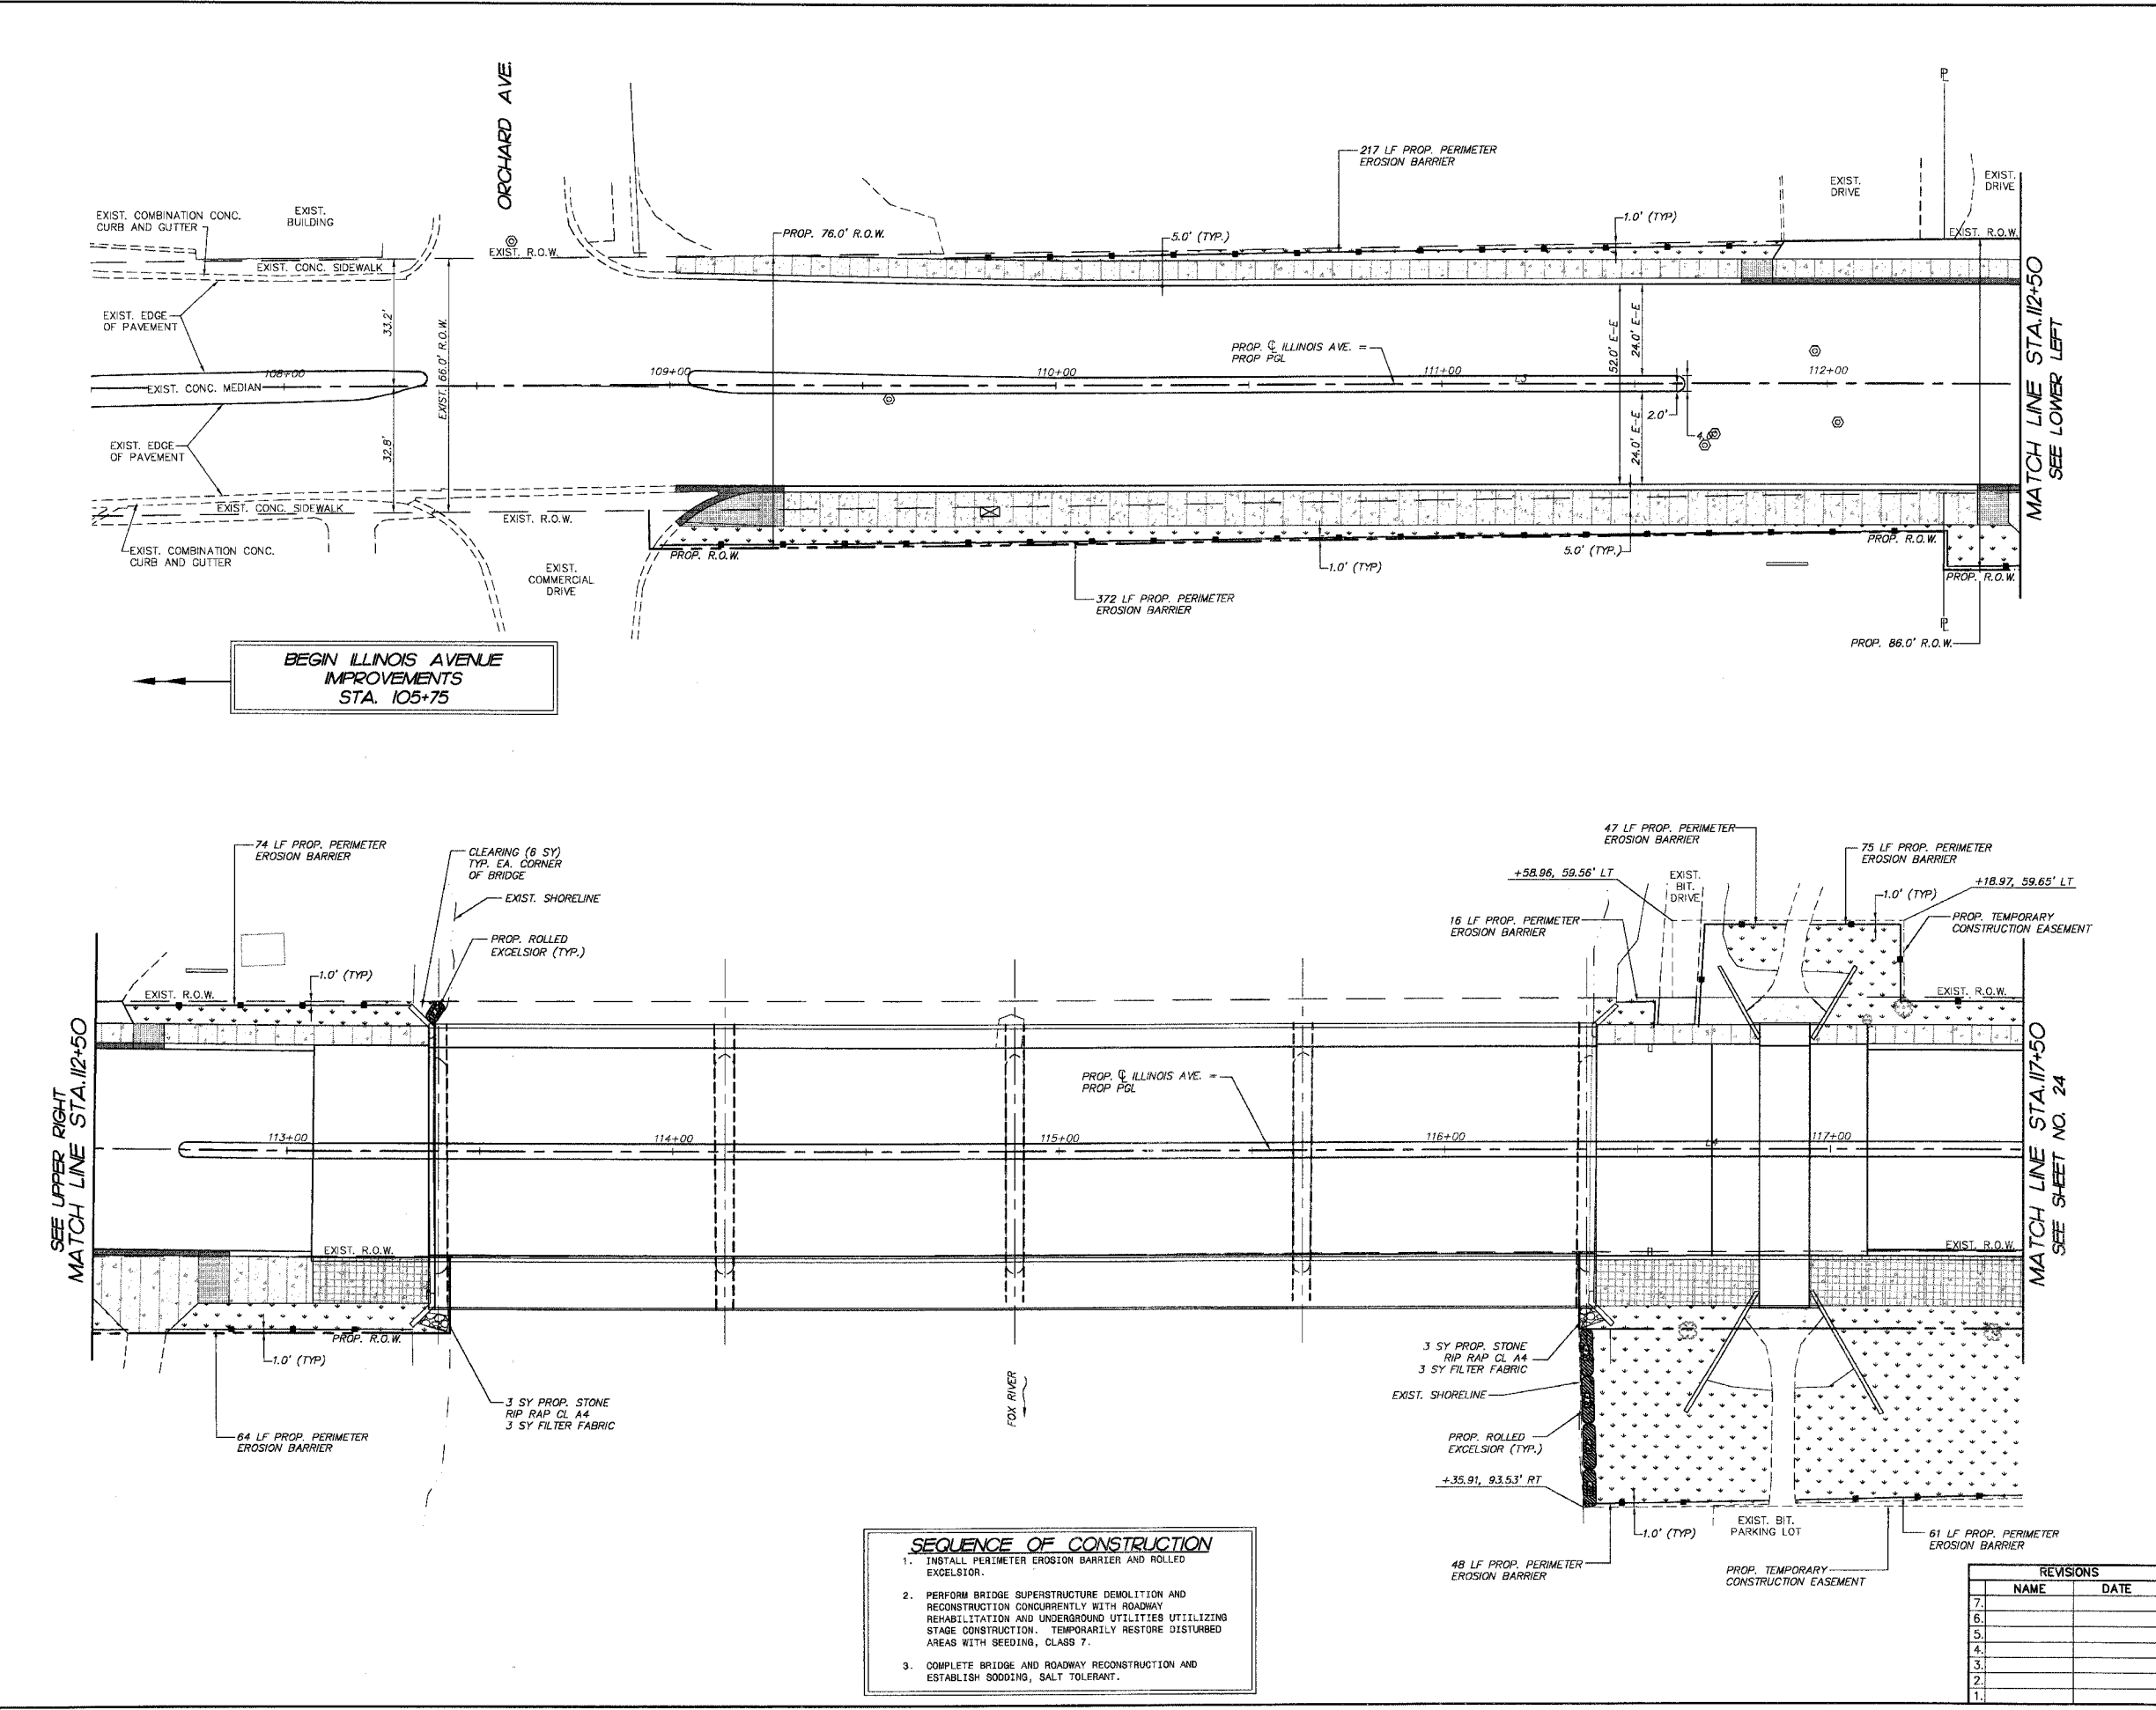 ORCHARD AVE.
217 LF PROP. PERIMETER
EROSION BARRIER
EXIST. COMBINATION CONC.
CURB AND GUTTER
EXIST.
BUILDING
EXIST. CONC. SIDEWALK
EXIST. R.O.W.
PROP. 76.0' R.O.W.
5.0' (TYP.)
1.0' (TYP)
EXIST.
DRIVE
EXIST.
DRIVE
EXIST. R.O.W.
EXIST. EDGE
OF PAVEMENT
33.2'
EXIST. 66.0' R.O.W.
108+00
EXIST. CONC. MEDIAN
109+00
110+00
PROP. ℄ ILLINOIS AVE. =
PROP PGL
111+00
L3
52.0' E-E
24.0' E-E
112+00
2.0'
24.0' E-E
MATCH LINE STA.112+50
SEE LOWER LEFT
EXIST. EDGE
OF PAVEMENT
32.8'
EXIST. CONC. SIDEWALK
EXIST. R.O.W.
EXIST. COMBINATION CONC.
CURB AND GUTTER
EXIST.
COMMERCIAL
DRIVE
PROP. R.O.W.
1.0' (TYP)
5.0' (TYP.)
PROP. R.O.W.
PROP. R.O.W.
372 LF PROP. PERIMETER
EROSION BARRIER
PROP. 86.0' R.O.W.
BEGIN ILLINOIS AVENUE
IMPROVEMENTS
STA. 105+75
74 LF PROP. PERIMETER
EROSION BARRIER
CLEARING (6 SY)
TYP. EA. CORNER
OF BRIDGE
EXIST. SHORELINE
PROP. ROLLED
EXCELSIOR (TYP.)
1.0' (TYP)
EXIST. R.O.W.
47 LF PROP. PERIMETER
EROSION BARRIER
75 LF PROP. PERIMETER
EROSION BARRIER
+58.96, 59.56' LT
EXIST.
BIT.
DRIVE
+18.97, 59.65' LT
1.0' (TYP)
16 LF PROP. PERIMETER
EROSION BARRIER
PROP. TEMPORARY
CONSTRUCTION EASEMENT
EXIST. R.O.W.
SEE UPPER RIGHT
MATCH LINE STA.112+50
113+00
114+00
115+00
PROP. ℄ ILLINOIS AVE. =
PROP PGL
116+00
L4
117+00
MATCH LINE STA.117+50
SEE SHEET NO. 24
EXIST. R.O.W.
EXIST. R.O.W.
PROP. R.O.W.
1.0' (TYP)
3 SY PROP. STONE
RIP RAP CL A4
3 SY FILTER FABRIC
64 LF PROP. PERIMETER
EROSION BARRIER
FOX RIVER
3 SY PROP. STONE
RIP RAP CL A4
3 SY FILTER FABRIC
EXIST. SHORELINE
PROP. ROLLED
EXCELSIOR (TYP.)
+35.91, 93.53' RT
1.0' (TYP)
EXIST. BIT.
PARKING LOT
61 LF PROP. PERIMETER
EROSION BARRIER
48 LF PROP. PERIMETER
EROSION BARRIER
PROP. TEMPORARY
CONSTRUCTION EASEMENT
SEQUENCE OF CONSTRUCTION
1. INSTALL PERIMETER EROSION BARRIER AND ROLLED
EXCELSIOR.
2. PERFORM BRIDGE SUPERSTRUCTURE DEMOLITION AND
RECONSTRUCTION CONCURRENTLY WITH ROADWAY
REHABILITATION AND UNDERGROUND UTILITIES UTIILIZING
STAGE CONSTRUCTION. TEMPORARILY RESTORE DISTURBED
AREAS WITH SEEDING, CLASS 7.
3. COMPLETE BRIDGE AND ROADWAY RECONSTRUCTION AND
ESTABLISH SODDING, SALT TOLERANT.
REVISIONS
NAME DATE
7.
6.
5.
4.
3.
2.
1.